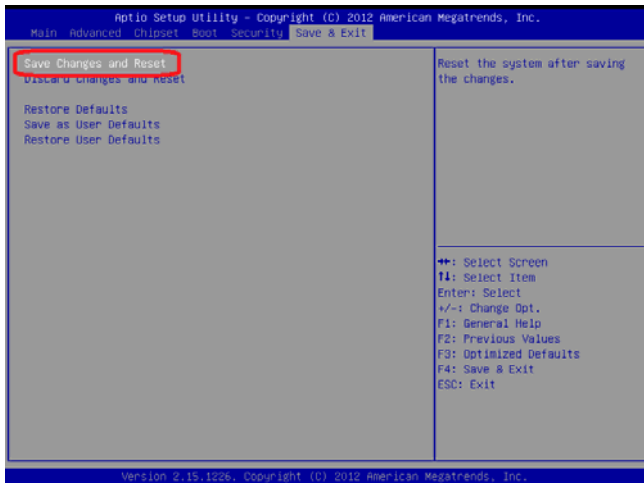 Aptio Setup Utility - Copyright (C) 2012 American Megatrends, Inc.
Main Advanced Chipset Boot Security Save & Exit
Save Changes and Reset
Discard Changes and Reset
Restore Defaults
Save as User Defaults
Restore User Defaults
Reset the system after saving
the changes.
→←: Select Screen
↑↓: Select Item
Enter: Select
+/-: Change Opt.
F1: General Help
F2: Previous Values
F3: Optimized Defaults
F4: Save & Exit
ESC: Exit
Version 2.15.1226. Copyright (C) 2012 American Megatrends, Inc.